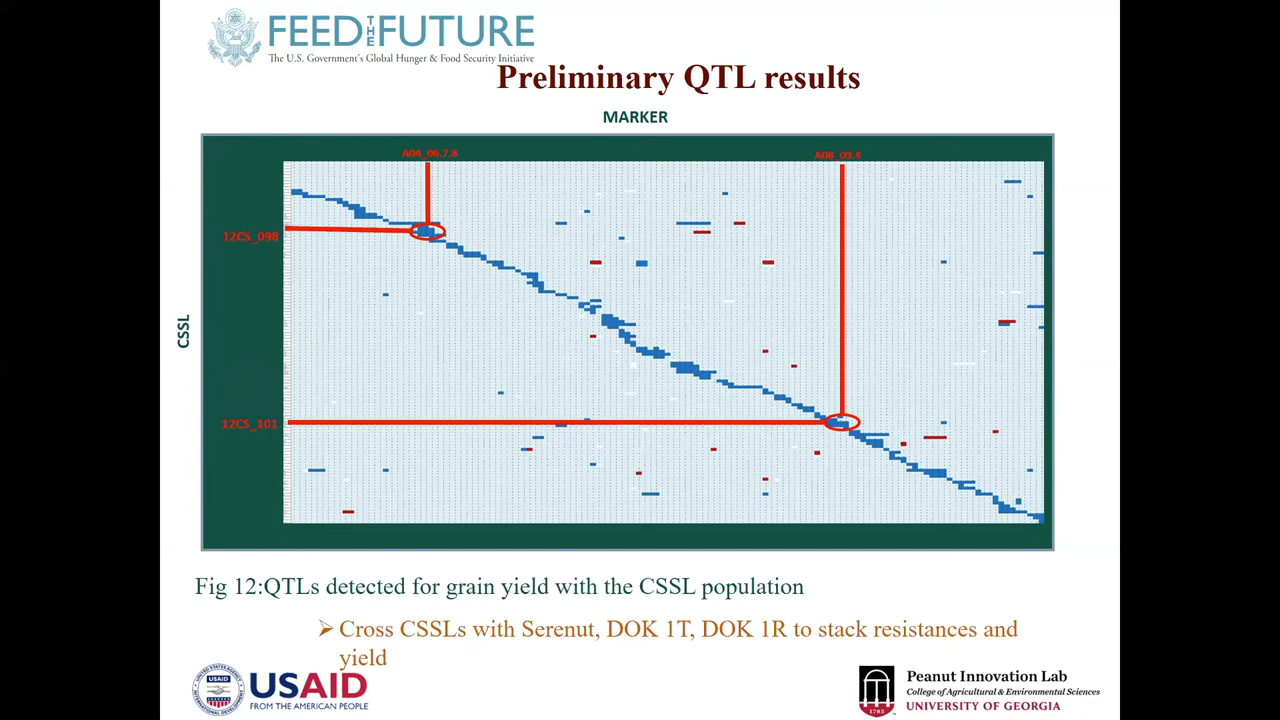 FEED THE FUTURE
The U.S. Government's Global Hunger & Food Security Initiative
Preliminary QTL results
MARKER
A04_06.7.8
A08_03.4
12CS_098
CSSL
12CS_101
Fig 12:QTLs detected for grain yield with the CSSL population
➢ Cross CSSLs with Serenut, DOK 1T, DOK 1R to stack resistances and
yield
USAID
FROM THE AMERICAN PEOPLE
Peanut Innovation Lab
College of Agricultural & Environmental Sciences
UNIVERSITY OF GEORGIA
1785